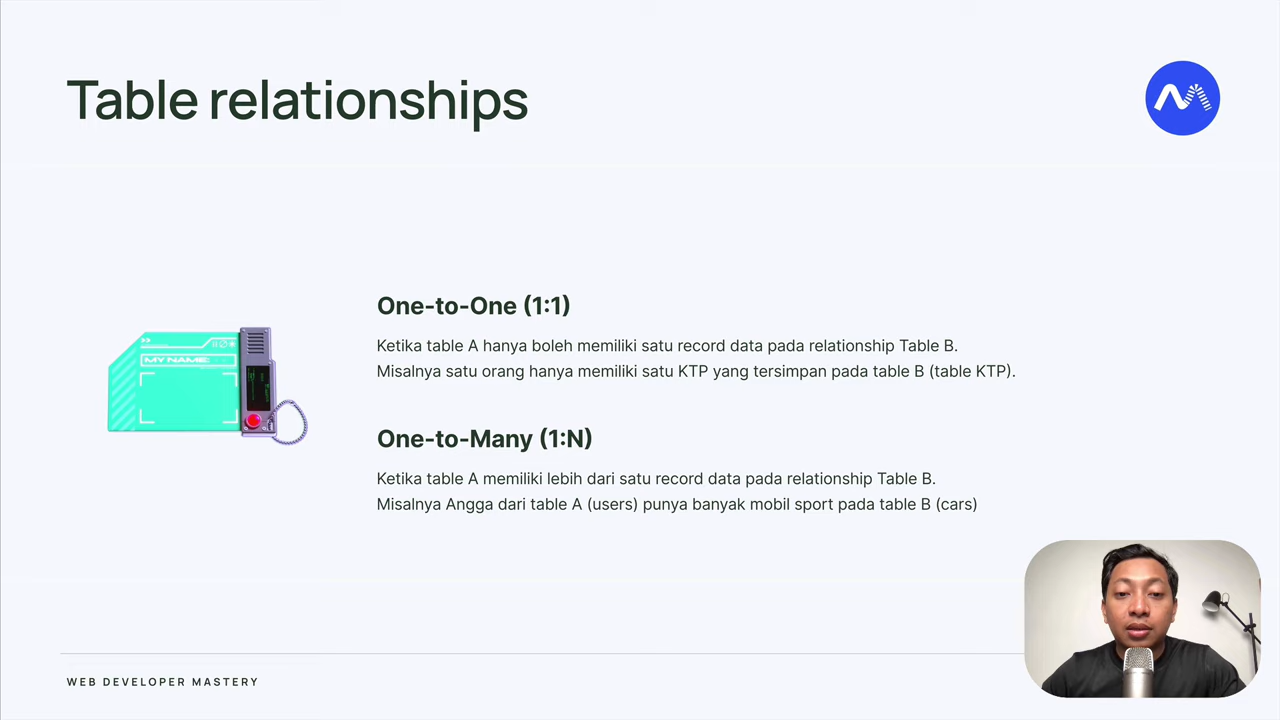 Table relationships
One-to-One (1:1)
Ketika table A hanya boleh memiliki satu record data pada relationship Table B.
Misalnya satu orang hanya memiliki satu KTP yang tersimpan pada table B (table KTP).
MY NAME:
One-to-Many (1:N)
Ketika table A memiliki lebih dari satu record data pada relationship Table B.
Misalnya Angga dari table A (users) punya banyak mobil sport pada table B (cars)
WEB DEVELOPER MASTERY